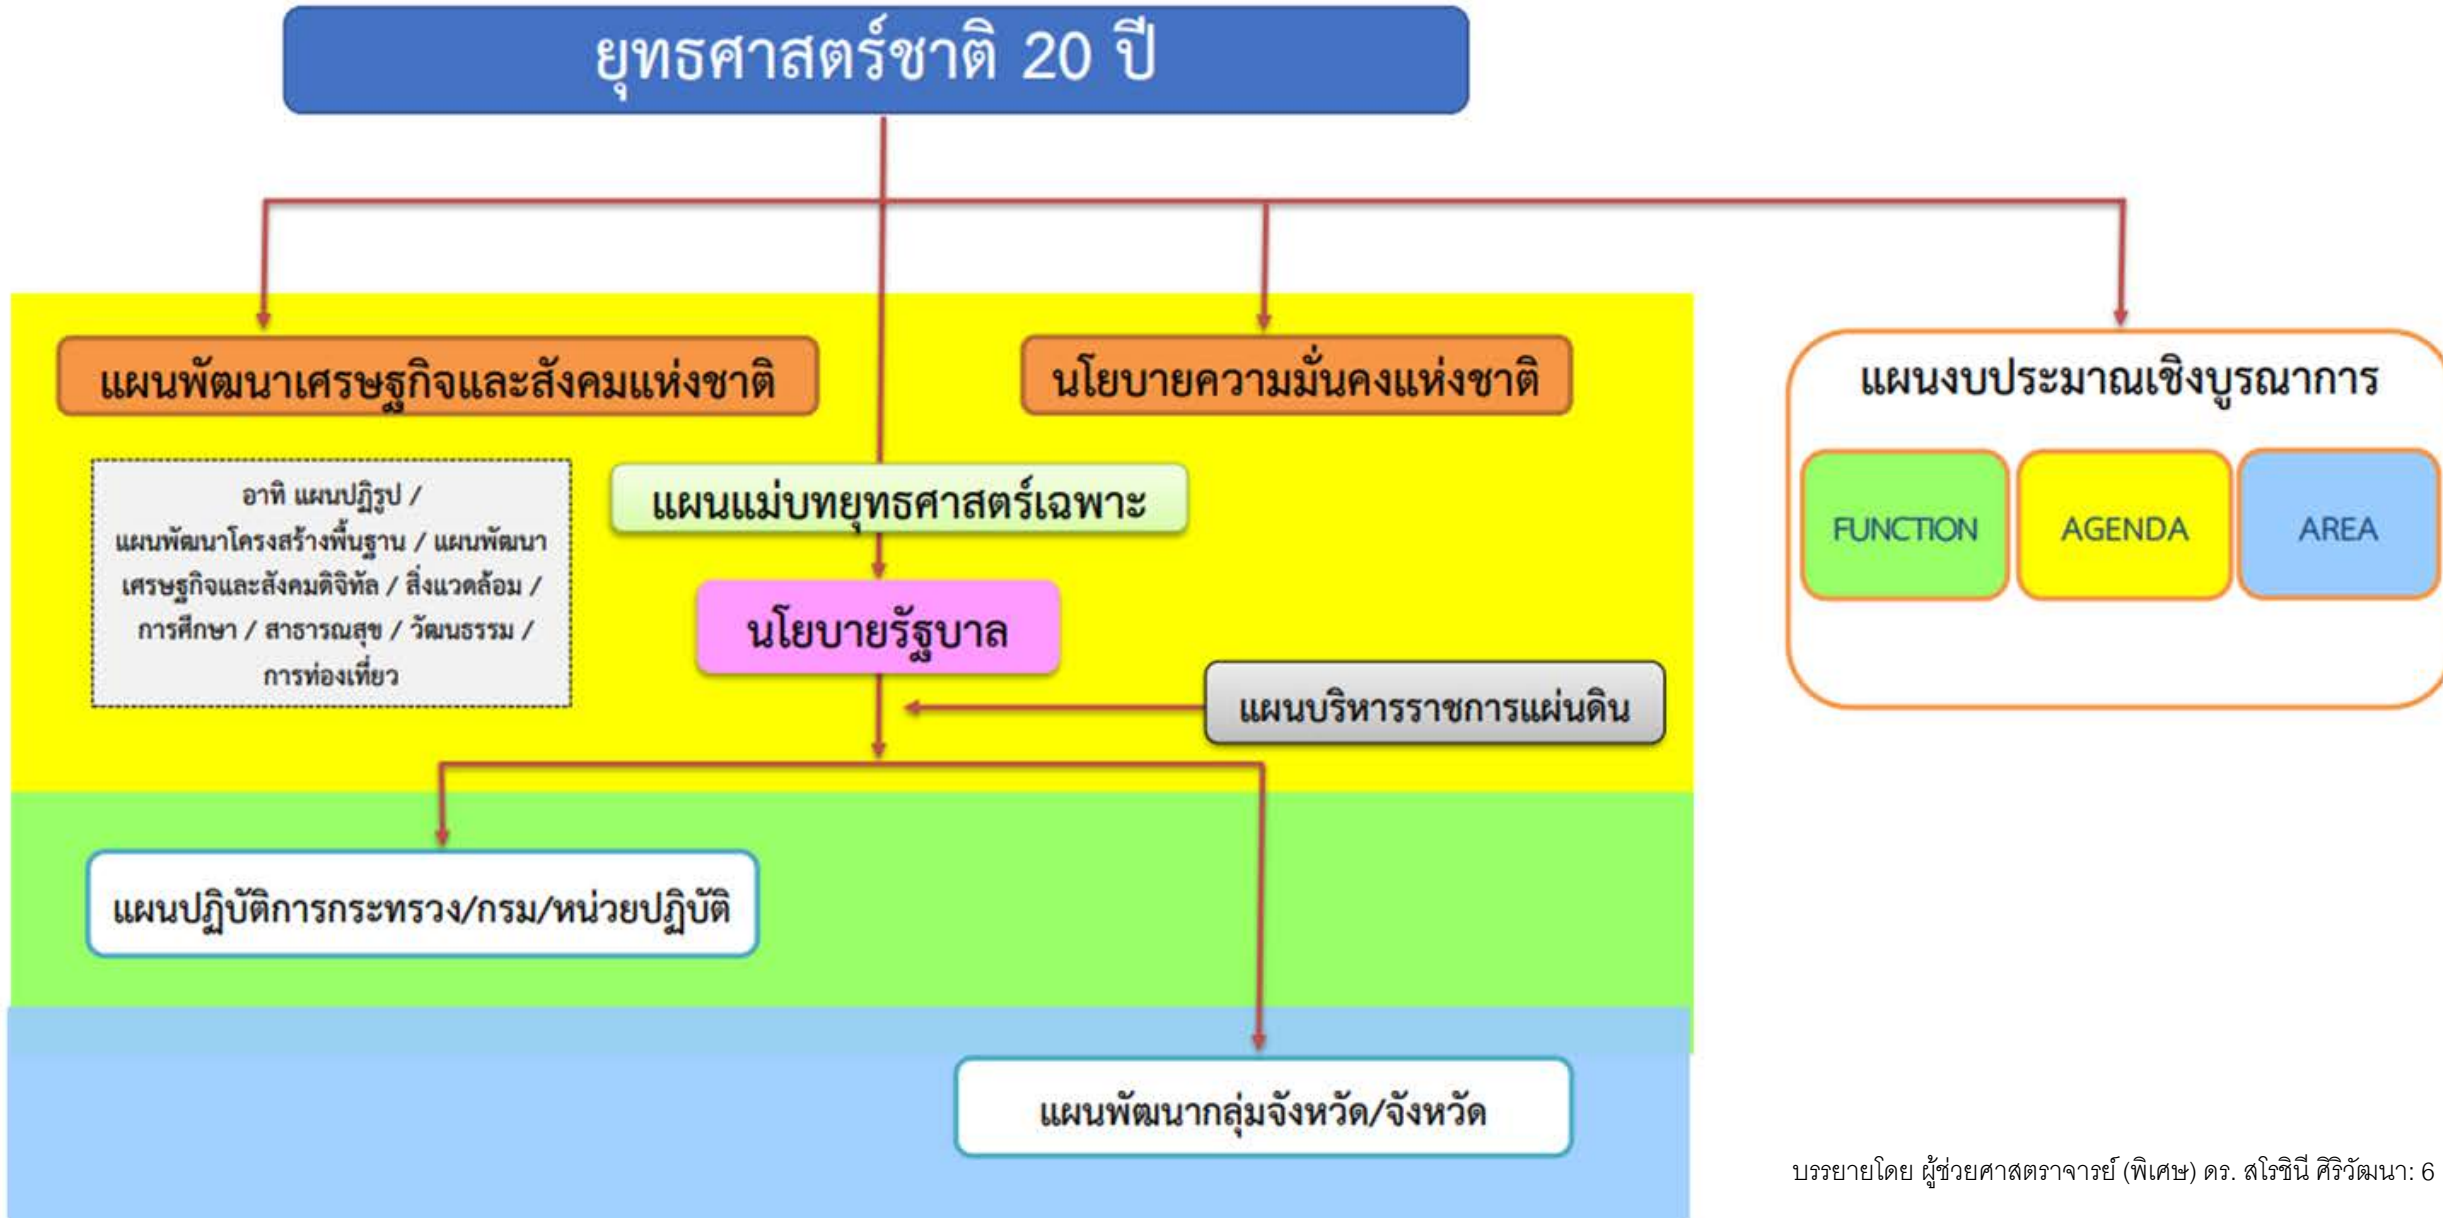 ยุทธศาสตร์ชาติ 20 ปี
แผนพัฒนาเศรษฐกิจและสังคมแห่งชาติ
นโยบายความมั่นคงแห่งชาติ
แผนงบประมาณเชิงบูรณาการ
FUNCTION
AGENDA
AREA
อาทิ แผนปฏิรูป /
แผนพัฒนาโครงสร้างพื้นฐาน / แผนพัฒนา
เศรษฐกิจและสังคมดิจิทัล / สิ่งแวดล้อม /
การศึกษา / สาธารณสุข / วัฒนธรรม /
การท่องเที่ยว
แผนแม่บทยุทธศาสตร์เฉพาะ
นโยบายรัฐบาล
แผนบริหารราชการแผ่นดิน
แผนปฏิบัติการกระทรวง/กรม/หน่วยปฏิบัติ
แผนพัฒนากลุ่มจังหวัด/จังหวัด
บรรยายโดย ผู้ช่วยศาสตราจารย์ (พิเศษ) ดร. สโรชินี ศิริวัฒนา: 6